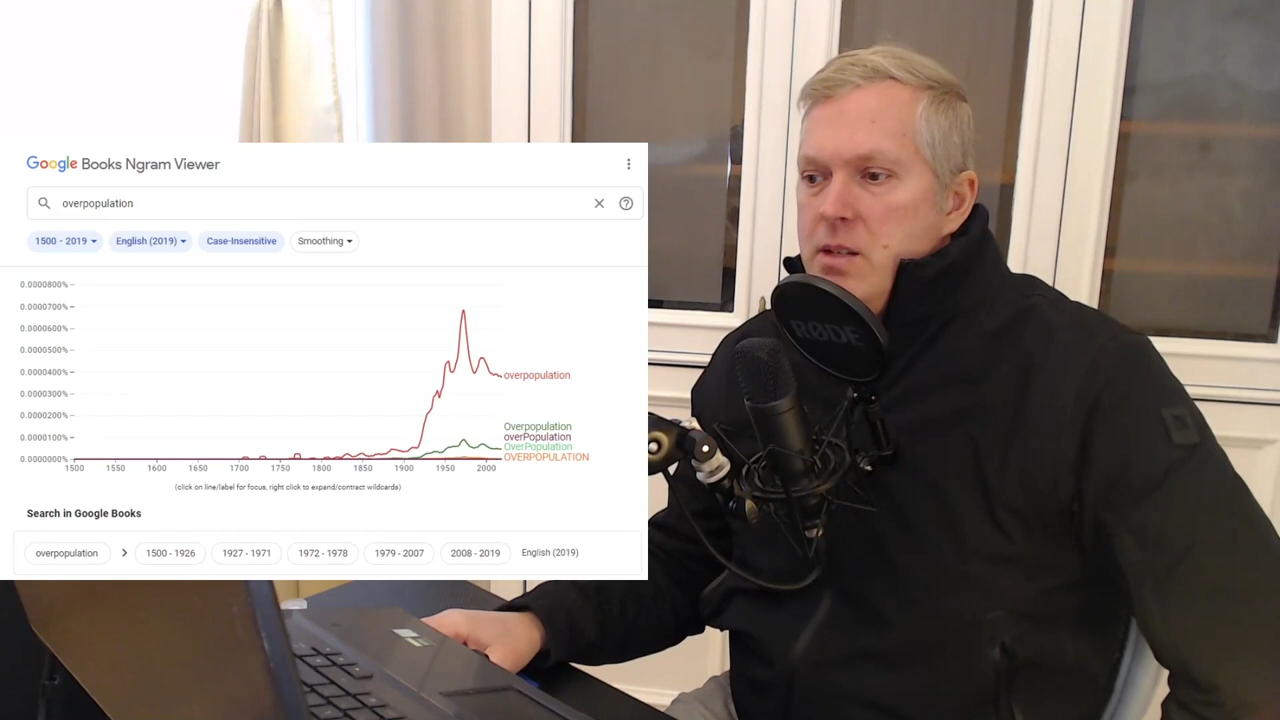 Google Books Ngram Viewer
overpopulation
1500 - 2019 English (2019) Case-Insensitive Smoothing
0.0000800%
0.0000700%
0.0000600%
0.0000500%
0.0000400%
0.0000300%
0.0000200%
0.0000100%
0.0000000%
overpopulation
Overpopulation
overPopulation
OverPopulation
OVERPOPULATION
1500 1550 1600 1650 1700 1750 1800 1850 1900 1950 2000
(click on line/label for focus, right click to expand/contract wildcards)
Search in Google Books
overpopulation 1500 - 1926 1927 - 1971 1972 - 1978 1979 - 2007 2008 - 2019 English (2019)
RØDE